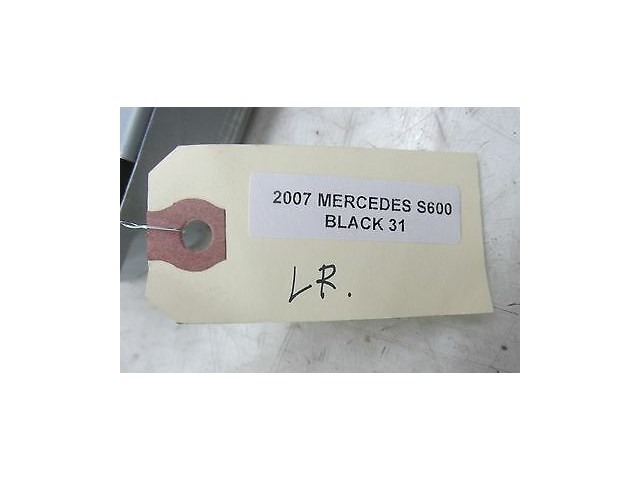 2007 MERCEDES S600
BLACK 31
LR.